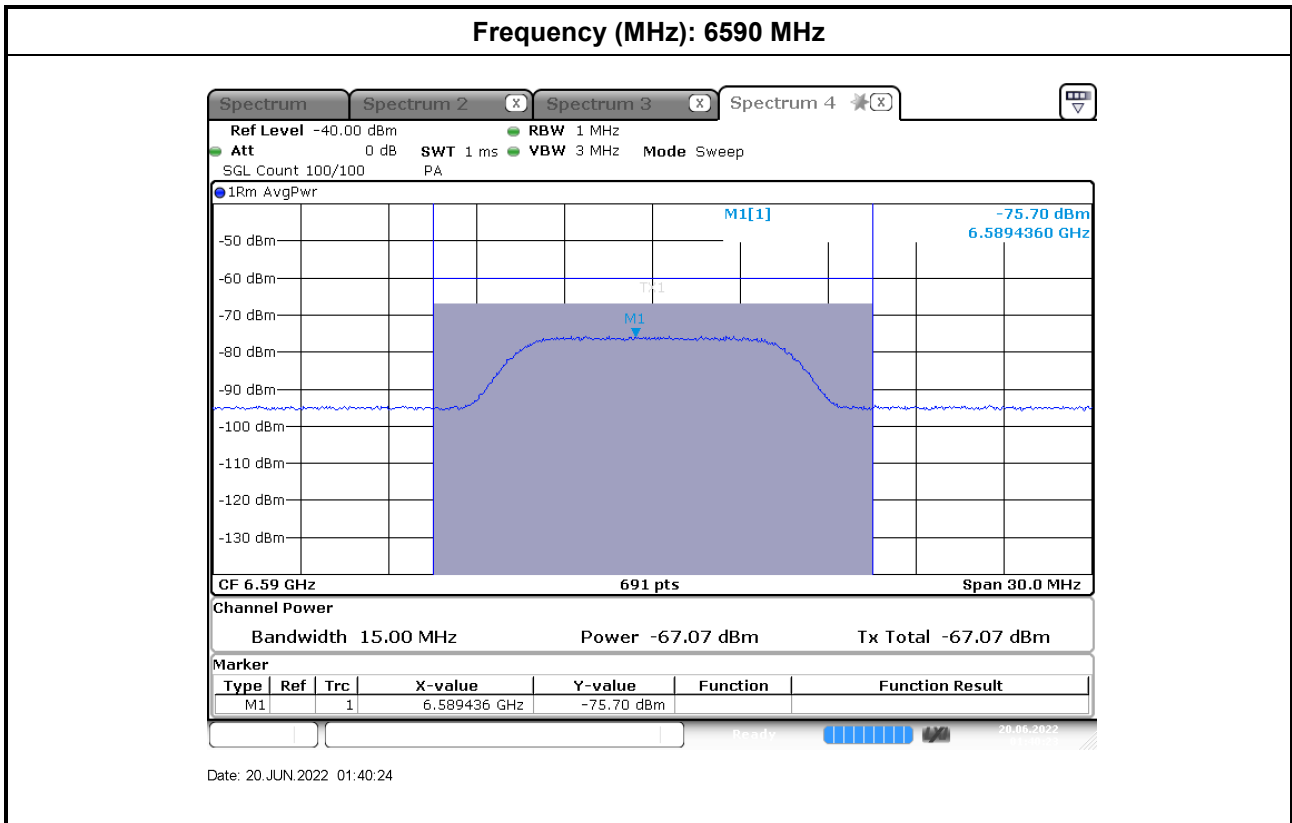 Frequency (MHz): 6590 MHz
Spectrum Spectrum 2 X Spectrum 3 X Spectrum 4 X
Ref Level -40.00 dBm RBW 1 MHz
Att 0 dB SWT 1 ms VBW 3 MHz Mode Sweep
SGL Count 100/100 PA
1Rm AvgPwr
M1[1] -75.70 dBm
6.5894360 GHz
-50 dBm
-60 dBm
TX1
-70 dBm
M1
-80 dBm
-90 dBm
-100 dBm
-110 dBm
-120 dBm
-130 dBm
CF 6.59 GHz 691 pts Span 30.0 MHz
Channel Power
Bandwidth 15.00 MHz Power -67.07 dBm Tx Total -67.07 dBm
Marker
Type Ref Trc X-value Y-value Function Function Result
M1 1 6.589436 GHz -75.70 dBm
Ready 20.06.2022
Date: 20.JUN.2022 01:40:24